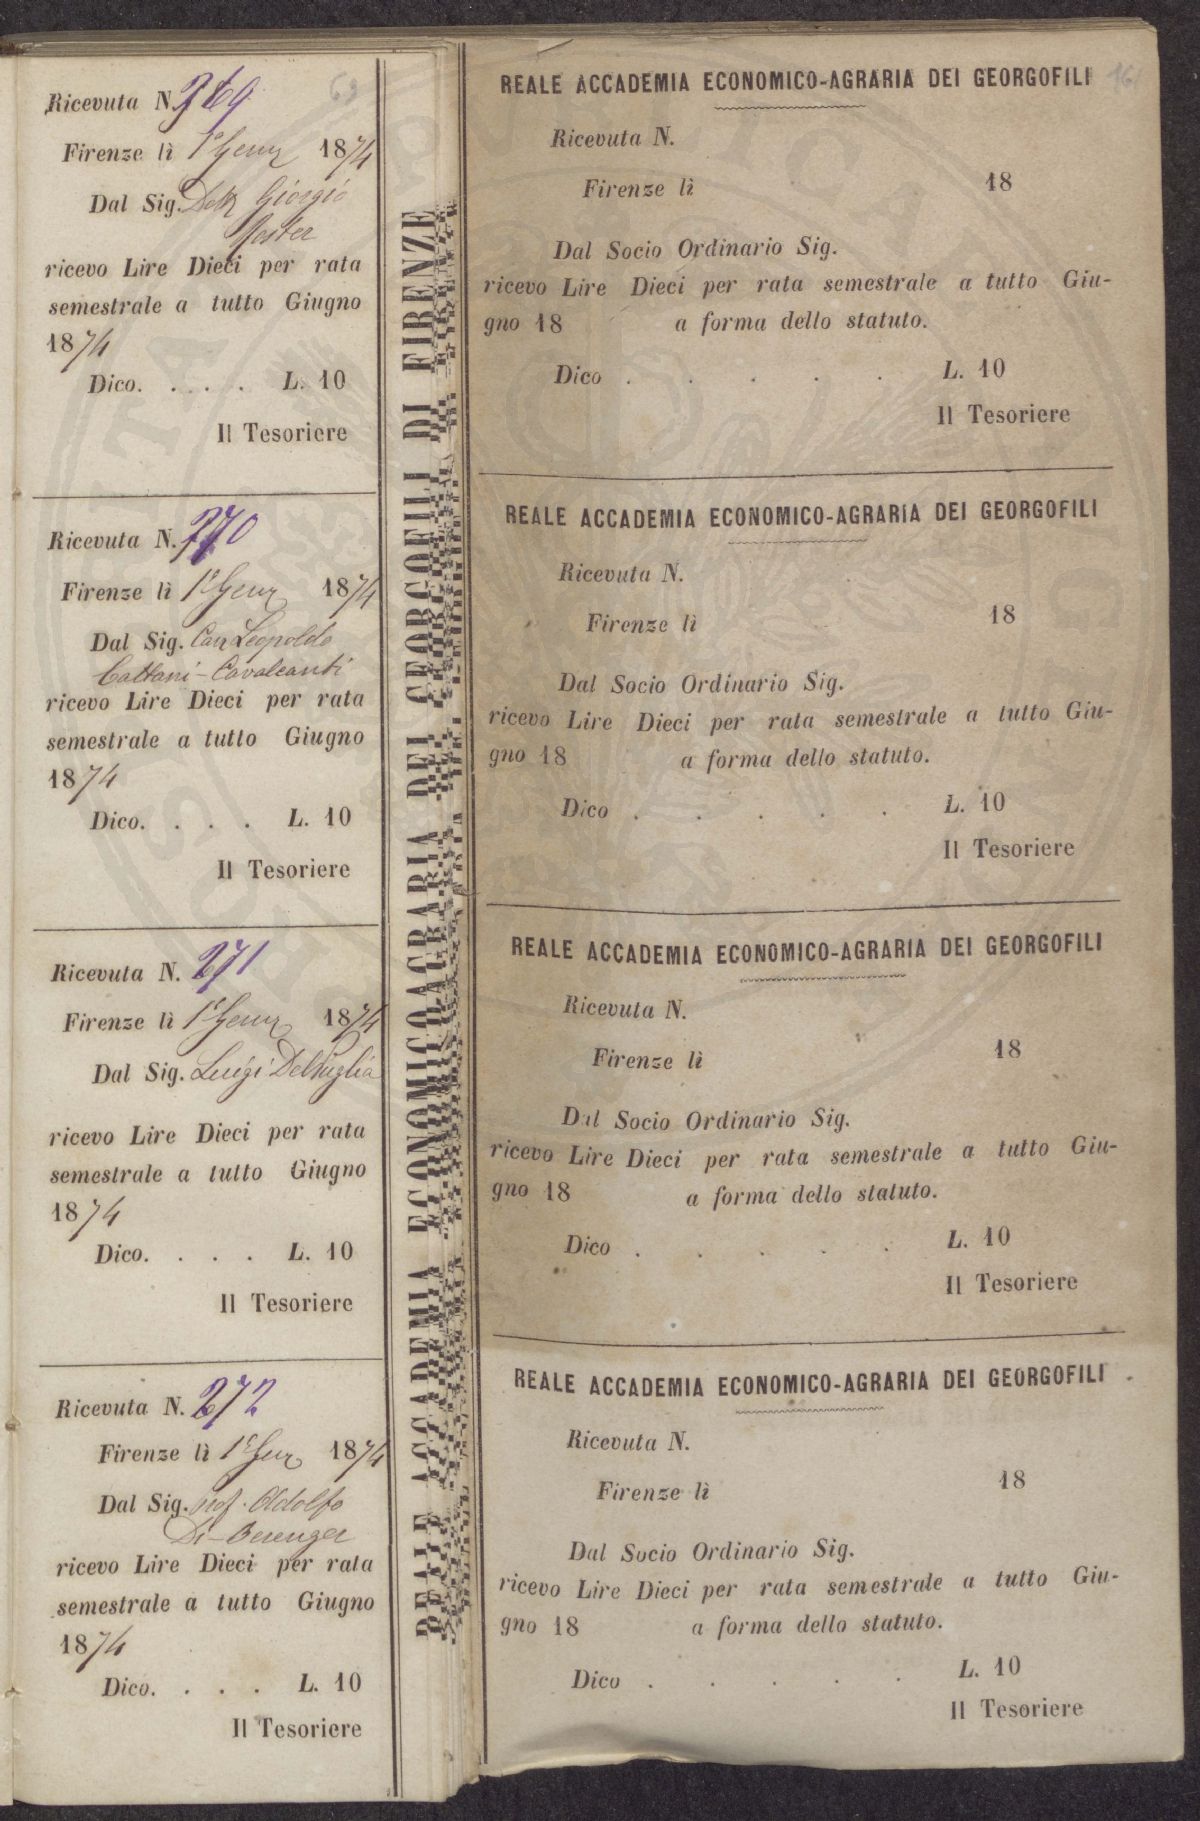 Ricevuta N. 269
69
Firenze lì 1° Genn 1874
Dal Sig. Dott Giorgio
Roster
ricevo Lire Dieci per rata
semestrale a tutto Giugno
1874
Dico. . . . . L. 10
Il Tesoriere
Ricevuta N. 270
Firenze lì 1° Genn 1874
Dal Sig. Cav Leopoldo
Cattani-Cavalcanti
ricevo Lire Dieci per rata
semestrale a tutto Giugno
1874
Dico. . . . L. 10
Il Tesoriere
Ricevuta N. 271
Firenze lì 1° Genn 1874
Dal Sig. Luigi Del Puglia
ricevo Lire Dieci per rata
semestrale a tutto Giugno
1874
Dico. . . . L. 10
Il Tesoriere
Ricevuta N. 272
Firenze lì 1° Gen 1874
Dal Sig. Prof. Adolfo
Di-Berenger
ricevo Lire Dieci per rata
semestrale a tutto Giugno
1874
Dico. . . . L. 10
Il Tesoriere
REALE ACCADEMIA ECONOMICO AGRARIA DEI GEORGOFILI DI FIRENZE
REALE ACCADEMIA ECONOMICO-AGRARIA DEI GEORGOFILI
Ricevuta N.
Firenze lì 18
Dal Socio Ordinario Sig.
ricevo Lire Dieci per rata semestrale a tutto Giu-
gno 18 a forma dello statuto.
Dico . . . . . L. 10
Il Tesoriere
REALE ACCADEMIA ECONOMICO-AGRARIA DEI GEORGOFILI
Ricevuta N.
Firenze lì 18
Dal Socio Ordinario Sig.
ricevo Lire Dieci per rata semestrale a tutto Giu-
gno 18 a forma dello statuto.
Dico . . . . . L. 10
Il Tesoriere
REALE ACCADEMIA ECONOMICO-AGRARIA DEI GEORGOFILI
Ricevuta N.
Firenze lì 18
Dal Socio Ordinario Sig.
ricevo Lire Dieci per rata semestrale a tutto Giu-
gno 18 a forma dello statuto.
Dico . . . . . L. 10
Il Tesoriere
REALE ACCADEMIA ECONOMICO-AGRARIA DEI GEORGOFILI
Ricevuta N.
Firenze lì 18
Dal Socio Ordinario Sig.
ricevo Lire Dieci per rata semestrale a tutto Giu-
gno 18 a forma dello statuto.
Dico . . . . . L. 10
Il Tesoriere